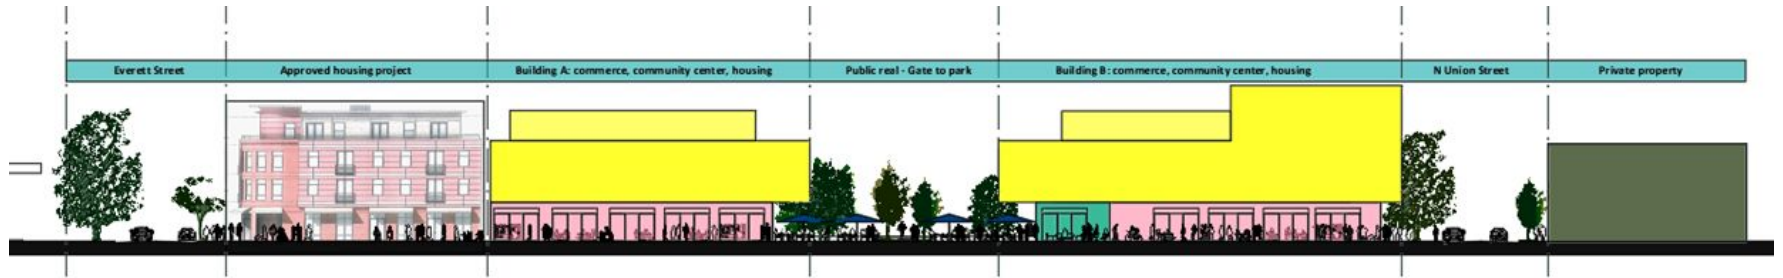 Everett Street
Approved housing project
Building A: commerce, community center, housing
Public real - Gate to park
Building B: commerce, community center, housing
N Union Street
Private property